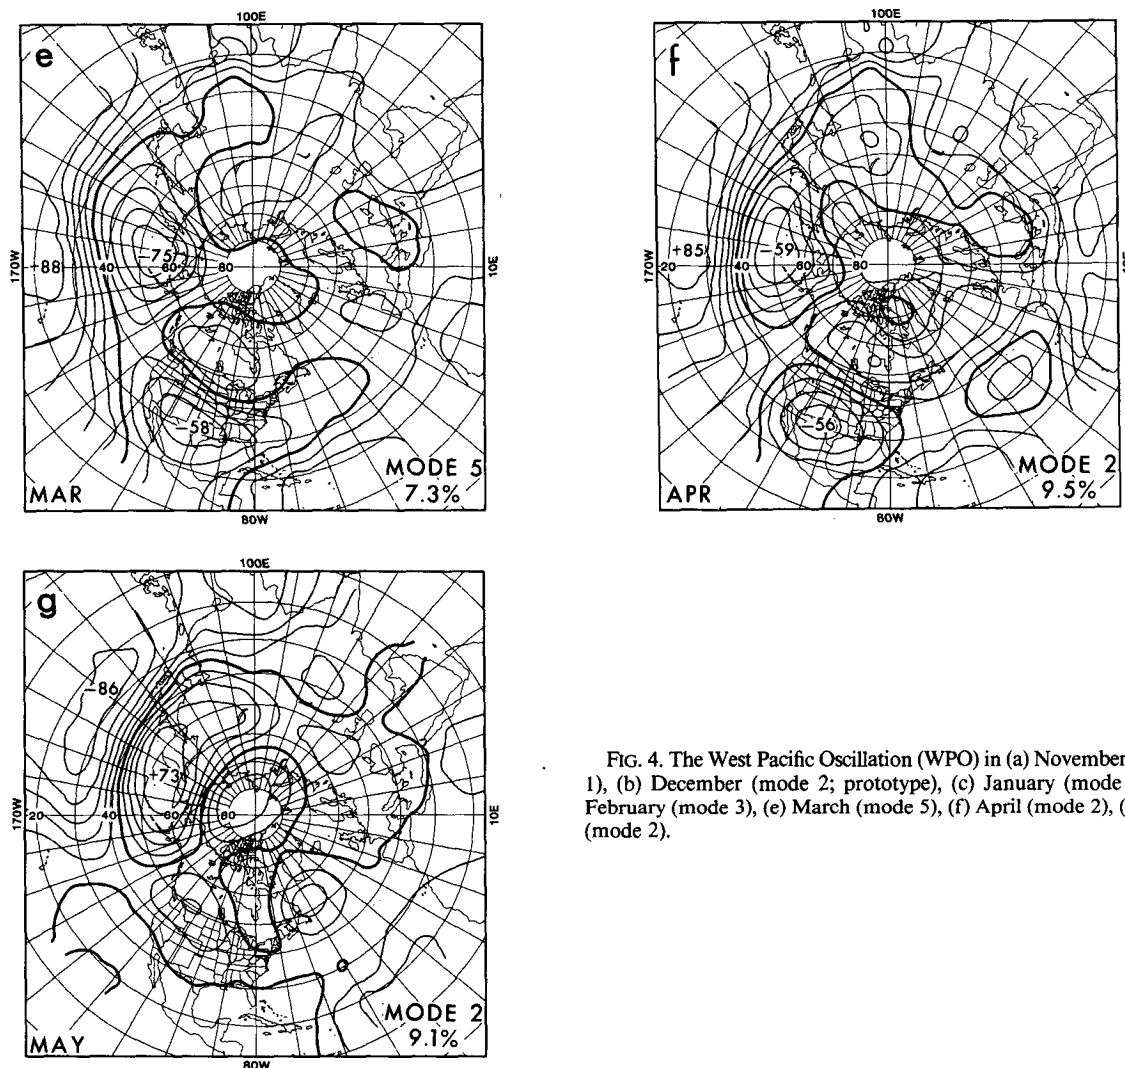 100E
e
+88
40
-75
60
80
170W
10E
-58
MODE 5
7.3%
MAR
80W
100E
f
+85
20
40
-59
60
80
170W
10E
-56
MODE 2
9.5%
APR
80W
100E
g
-86
+73
20
40
60
80
170W
10E
MODE 2
9.1%
MAY
80W
FIG. 4. The West Pacific Oscillation (WPO) in (a) November
1), (b) December (mode 2; prototype), (c) January (mode
February (mode 3), (e) March (mode 5), (f) April (mode 2), (
(mode 2).